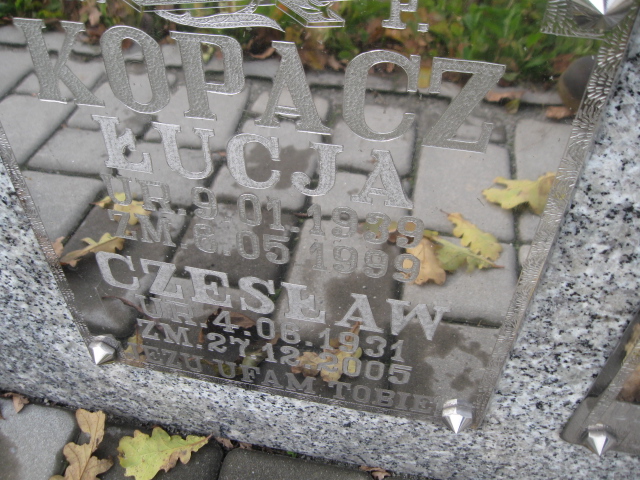 Ś.P.
KOPACZ
ŁUCJA
UR. 9.01.1939
ZM. 6.05.1999
CZESŁAW
UR. 4.06.1931
ZM. 27.12.2005
JEZU UFAM TOBIE